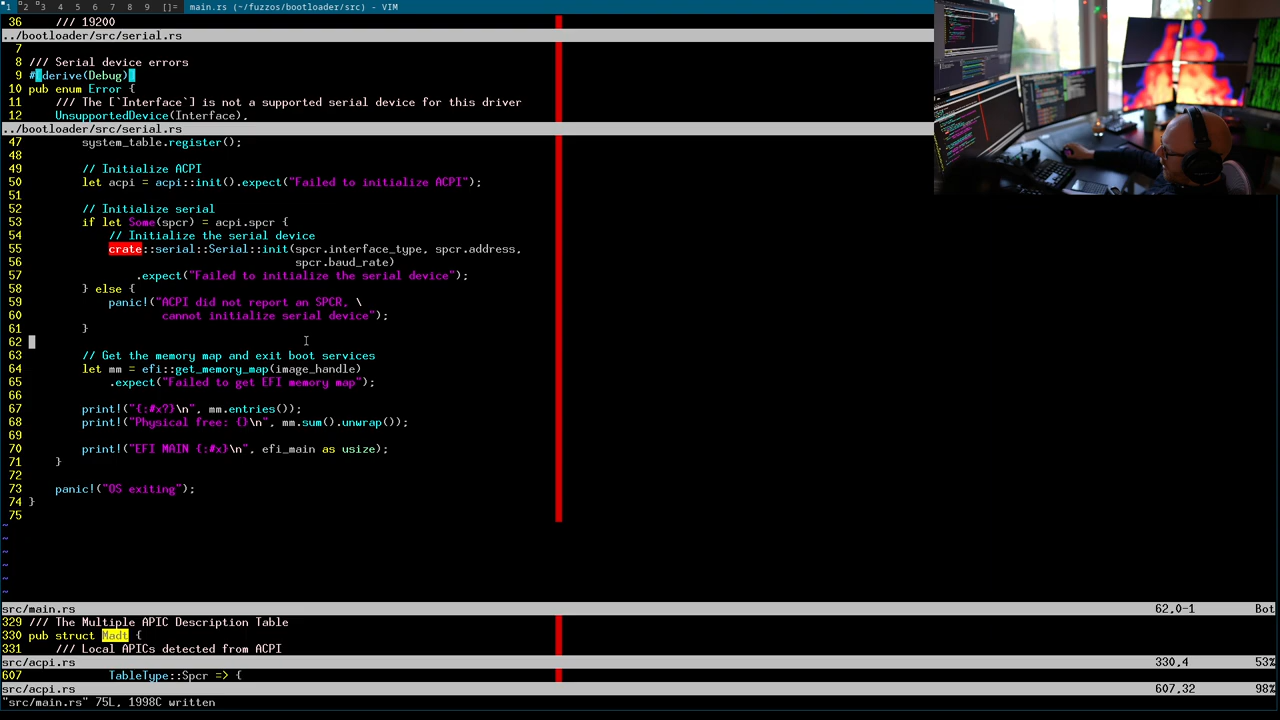 1 2 3 4 5 6 7 8 9 []= main.rs (~/fuzzos/bootloader/src) - VIM
36     /// 19200
../bootloader/src/serial.rs
7
8 /// Serial device errors
9 #[derive(Debug)]
10 pub enum Error {
11     /// The [`Interface`] is not a supported serial device for this driver
12     UnsupportedDevice(Interface),
../bootloader/src/serial.rs
47         system_table.register();
48
49         // Initialize ACPI
50         let acpi = acpi::init().expect("Failed to initialize ACPI");
51
52         // Initialize serial
53         if let Some(spcr) = acpi.spcr {
54             // Initialize the serial device
55             crate::serial::Serial::init(spcr.interface_type, spcr.address,
56                                         spcr.baud_rate)
57                 .expect("Failed to initialize the serial device");
58         } else {
59             panic!("ACPI did not report an SPCR, \
60                     cannot initialize serial device");
61         }
62
63         // Get the memory map and exit boot services
64         let mm = efi::get_memory_map(image_handle)
65             .expect("Failed to get EFI memory map");
66
67         print!("{:#x?}\n", mm.entries());
68         print!("Physical free: {}\n", mm.sum().unwrap());
69
70         print!("EFI MAIN {:#x}\n", efi_main as usize);
71     }
72
73     panic!("OS exiting");
74 }
75
~
~
~
~
~
~
src/main.rs 62,0-1 Bot
329 /// The Multiple APIC Description Table
330 pub struct Madt {
331     /// Local APICs detected from ACPI
src/acpi.rs 330,4 53%
607             TableType::Spcr => {
src/acpi.rs 607,32 98%
"src/main.rs" 75L, 1998C written